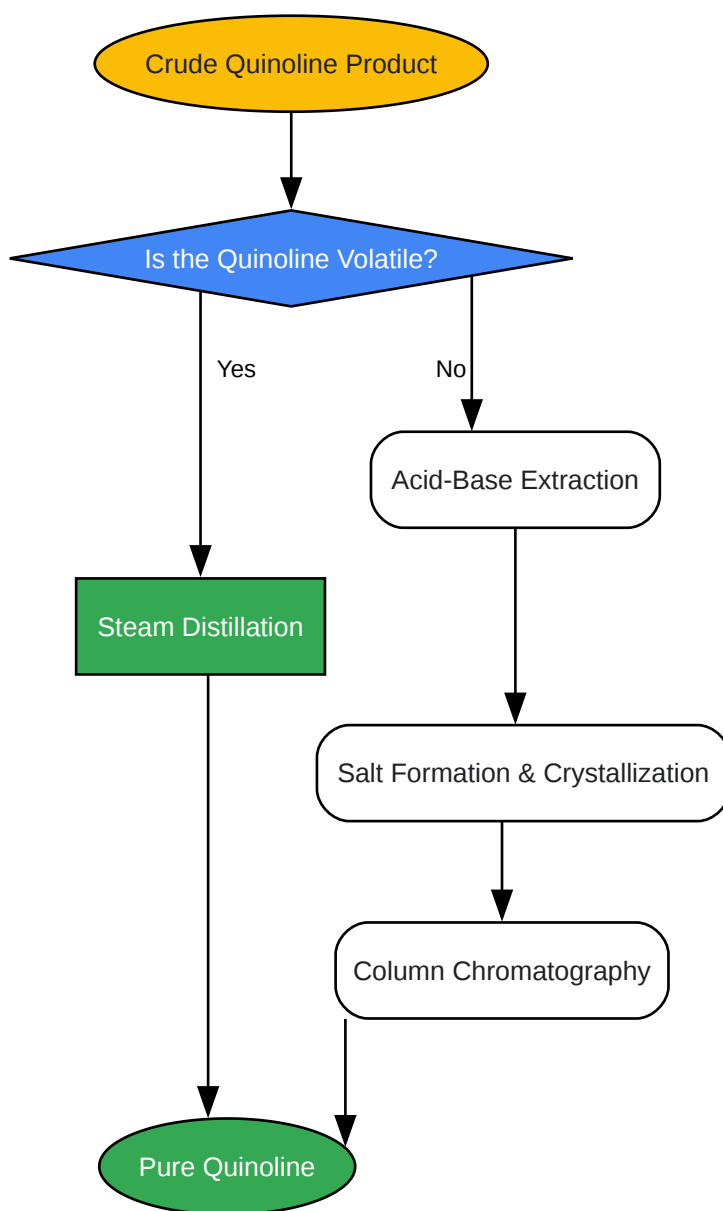 Crude Quinoline Product
Is the Quinoline Volatile?
Yes
No
Acid-Base Extraction
Steam Distillation
Salt Formation & Crystallization
Column Chromatography
Pure Quinoline